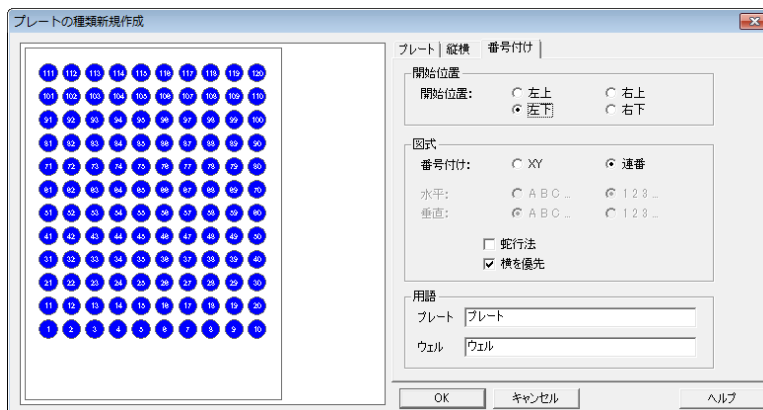 プレートの種類新規作成
プレート 縦横 番号付け
111 112 113 114 115 116 117 118 119 120
101 102 103 104 105 106 107 108 109 110
91 92 93 94 95 96 97 98 99 100
81 82 83 84 85 86 87 88 89 90
71 72 73 74 75 76 77 78 79 80
61 62 63 64 65 66 67 68 69 70
51 52 53 54 55 56 57 58 59 60
41 42 43 44 45 46 47 48 49 50
31 32 33 34 35 36 37 38 39 40
21 22 23 24 25 26 27 28 29 30
11 12 13 14 15 16 17 18 19 20
1 2 3 4 5 6 7 8 9 10
開始位置
開始位置: 左上 右上
左下 右下
図式
番号付け: XY 連番
水平: A B C ... 1 2 3 ...
垂直: A B C ... 1 2 3 ...
蛇行法
横を優先
用語
プレート プレート
ウェル ウェル
OK キャンセル ヘルプ